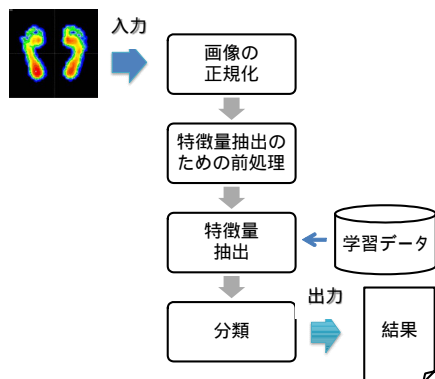 入力
画像の
正規化
特徴量抽出の
ための前処理
特徴量
抽出
学習データ
分類
出力
結果